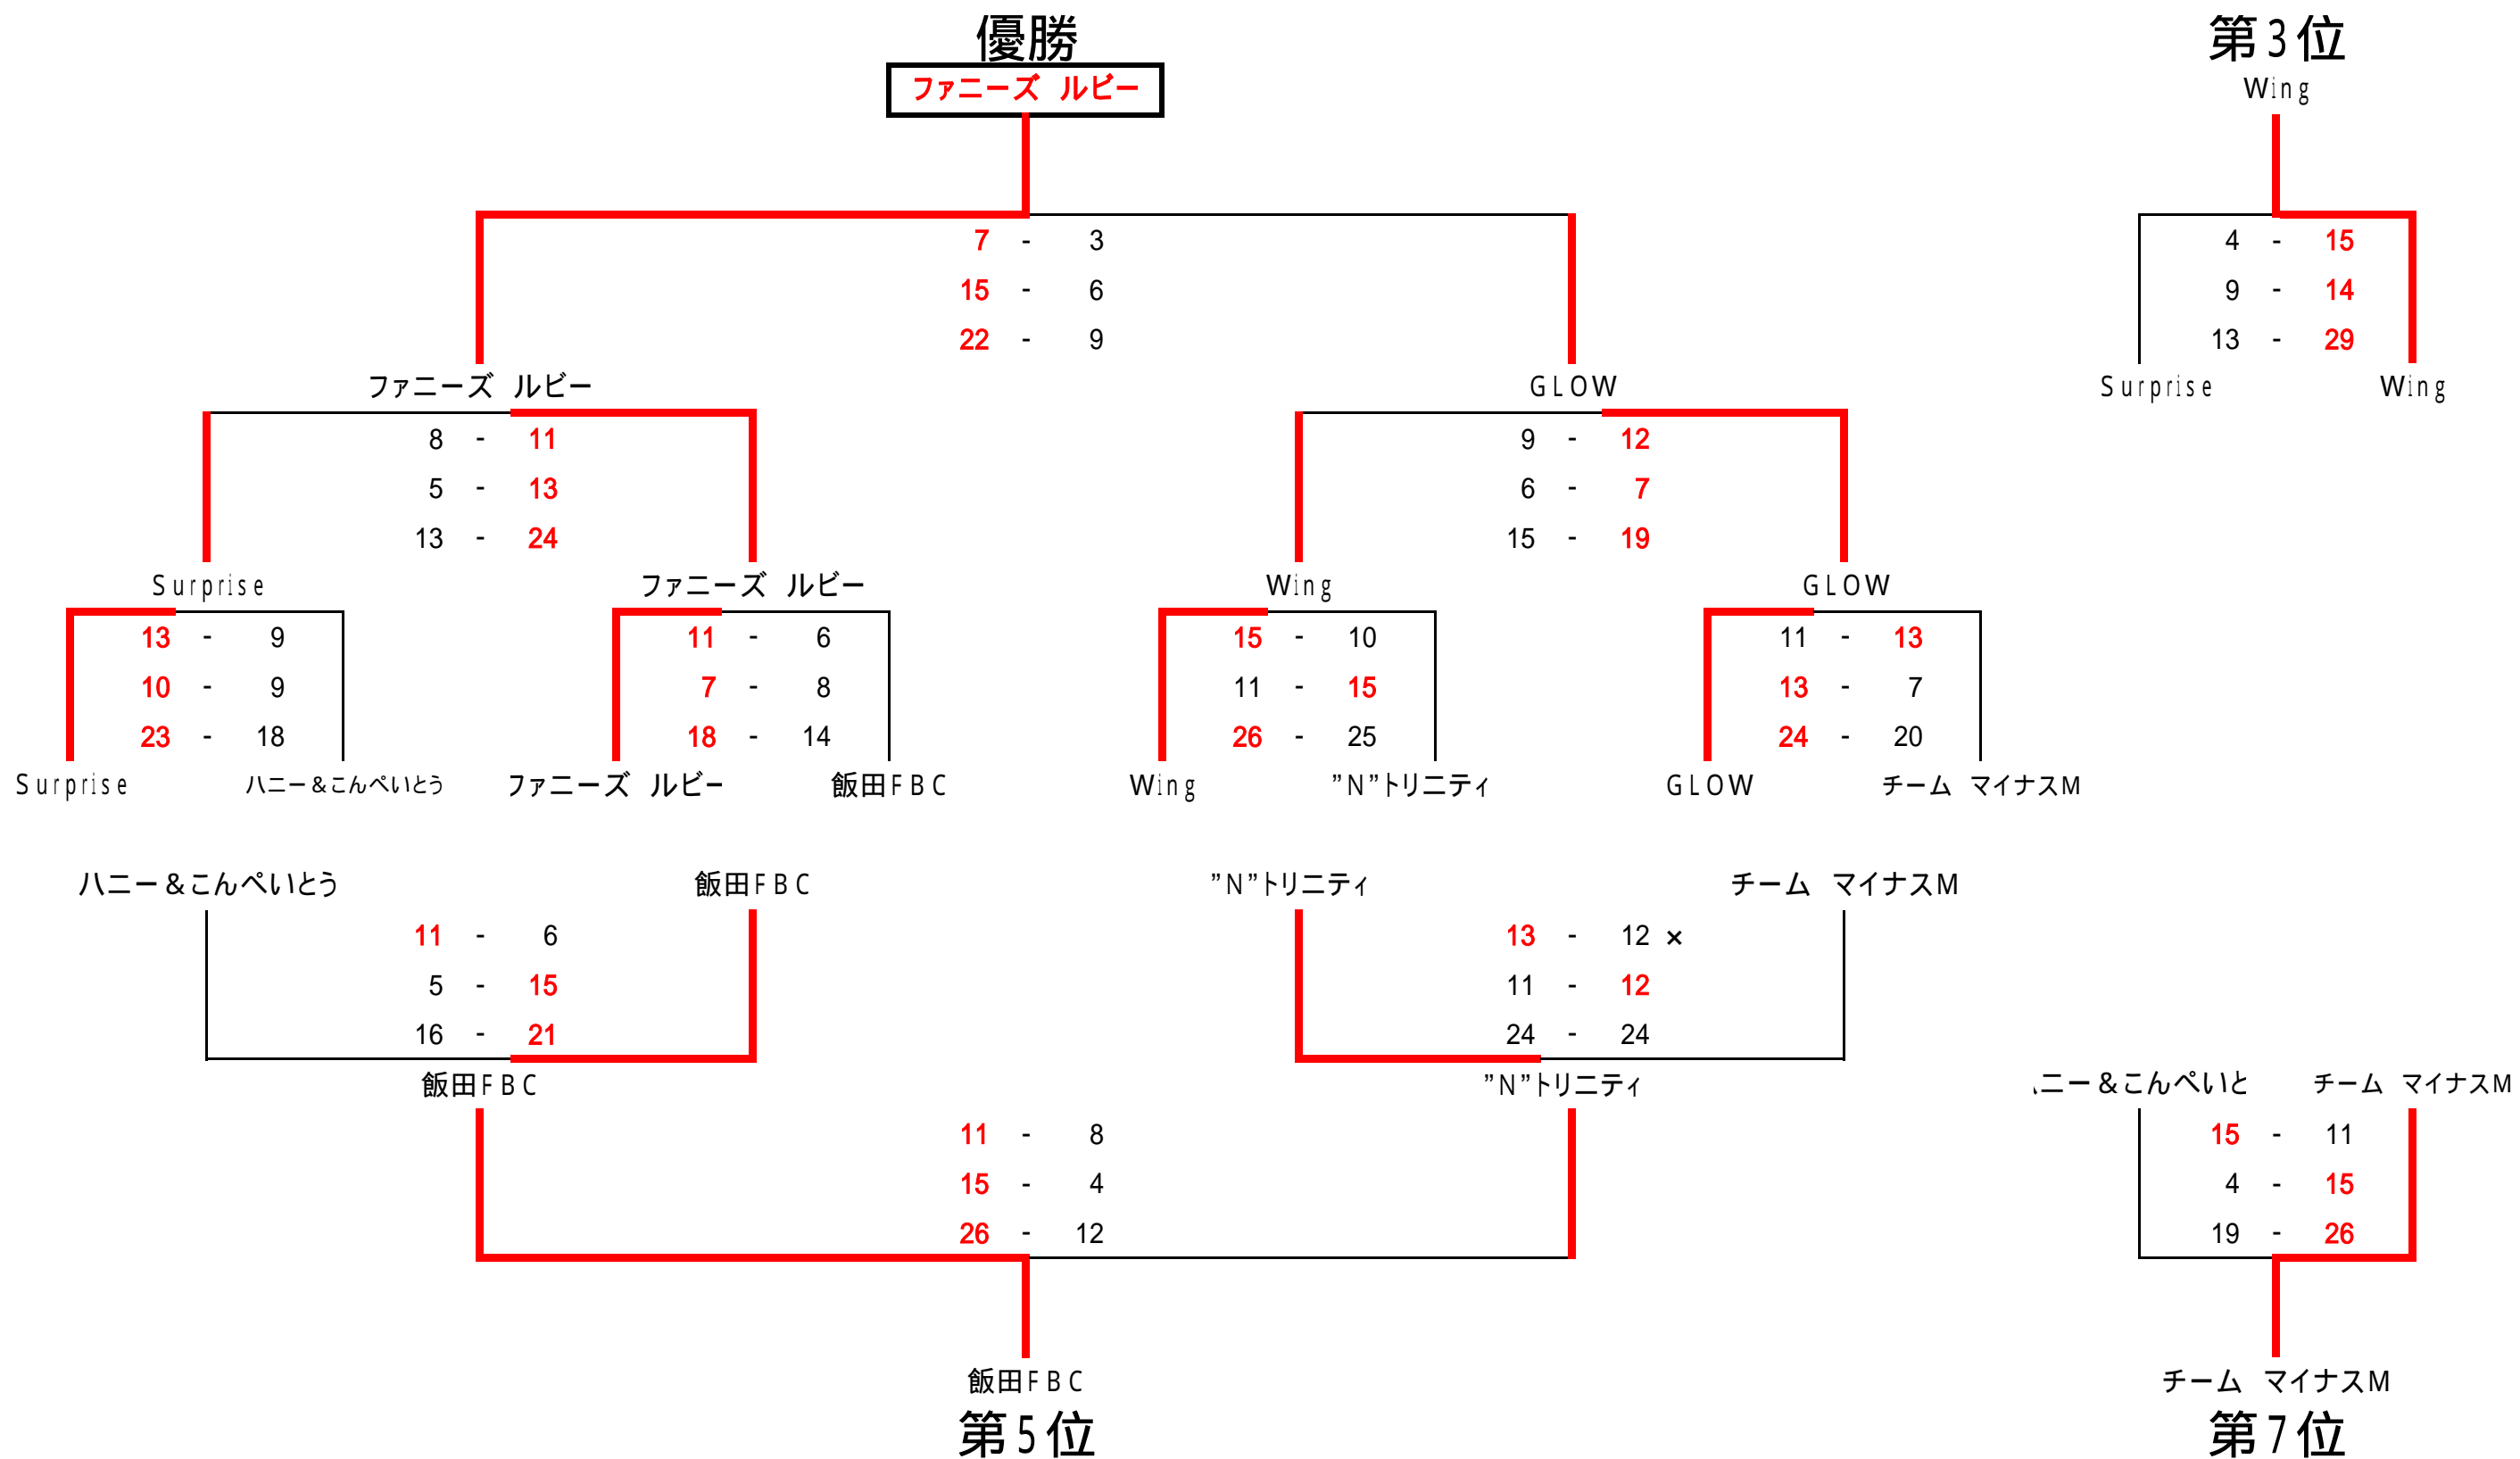 優勝
第3位
ファニーズ ルビー
Wing
7 - 3
4 - 15
15 - 6
9 - 14
22 - 9
13 - 29
ファニーズ ルビー
GLOW
Surprise
Wing
8 - 11
9 - 12
5 - 13
6 - 7
13 - 24
15 - 19
Surprise
ファニーズ ルビー
Wing
GLOW
13 - 9
11 - 6
15 - 10
11 - 13
10 - 9
7 - 8
11 - 15
13 - 7
23 - 18
18 - 14
26 - 25
24 - 20
Surprise
ハニー&こんぺいとう
ファニーズ ルビー
飯田FBC
Wing
”N”トリニティ
GLOW
チーム マイナスM
ハニー&こんぺいとう
飯田FBC
”N”トリニティ
チーム マイナスM
11 - 6
13 - 12 ×
5 - 15
11 - 12
16 - 21
24 - 24
飯田FBC
”N”トリニティ
ニー&こんぺいと
チーム マイナスM
11 - 8
15 - 11
15 - 4
4 - 15
26 - 12
19 - 26
飯田FBC
チーム マイナスM
第5位
第7位